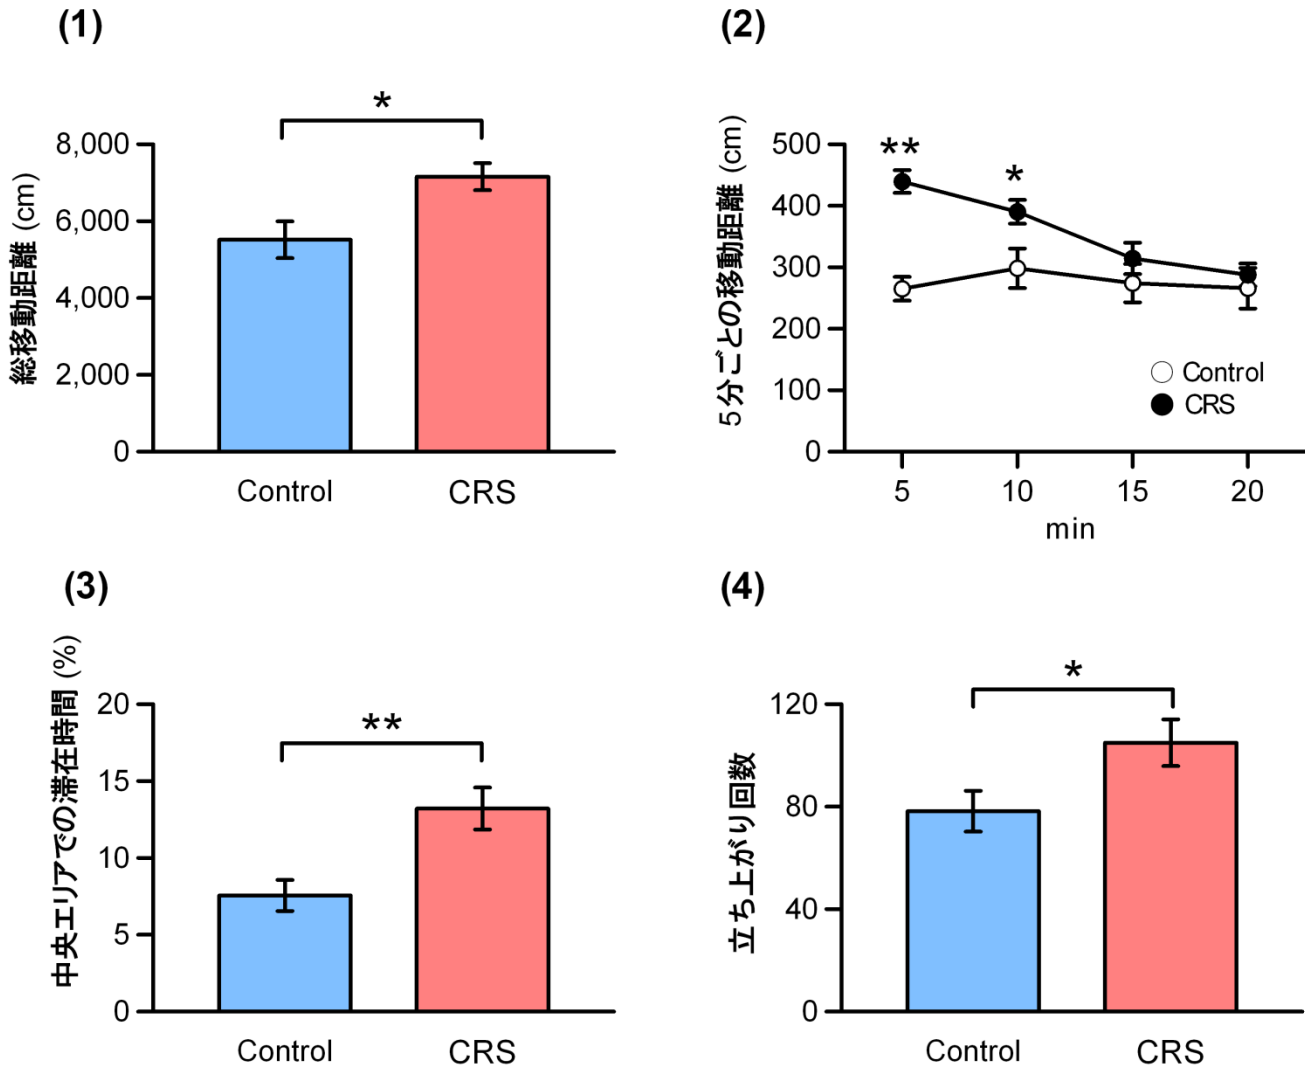 (1)
*
総移動距離 (cm)
8,000
6,000
4,000
2,000
0
Control
CRS
(2)
5分ごとの移動距離 (cm)
500
400
300
200
100
0
**
*
Control
CRS
5
10
15
20
min
(3)
**
中央エリアでの滞在時間 (%)
20
15
10
5
0
Control
CRS
(4)
*
立ち上がり回数
120
80
40
0
Control
CRS